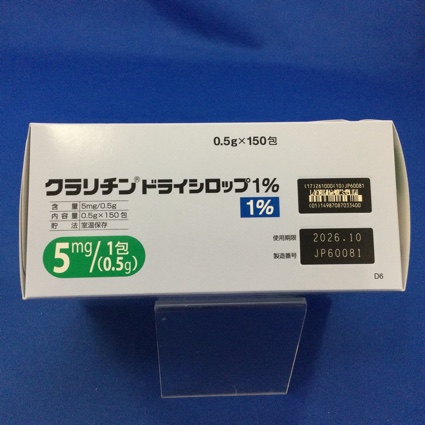 0.5g×150包
クラリチン®ドライシロップ1%
1%
含　量 5mg/0.5g
内容量 0.5g×150包
貯　法 室温保存
5mg/1包(0.5g)
(17)261000(10)JP60081
(01)14987087033400
使用期限 2026.10
製造番号 JP60081
D6